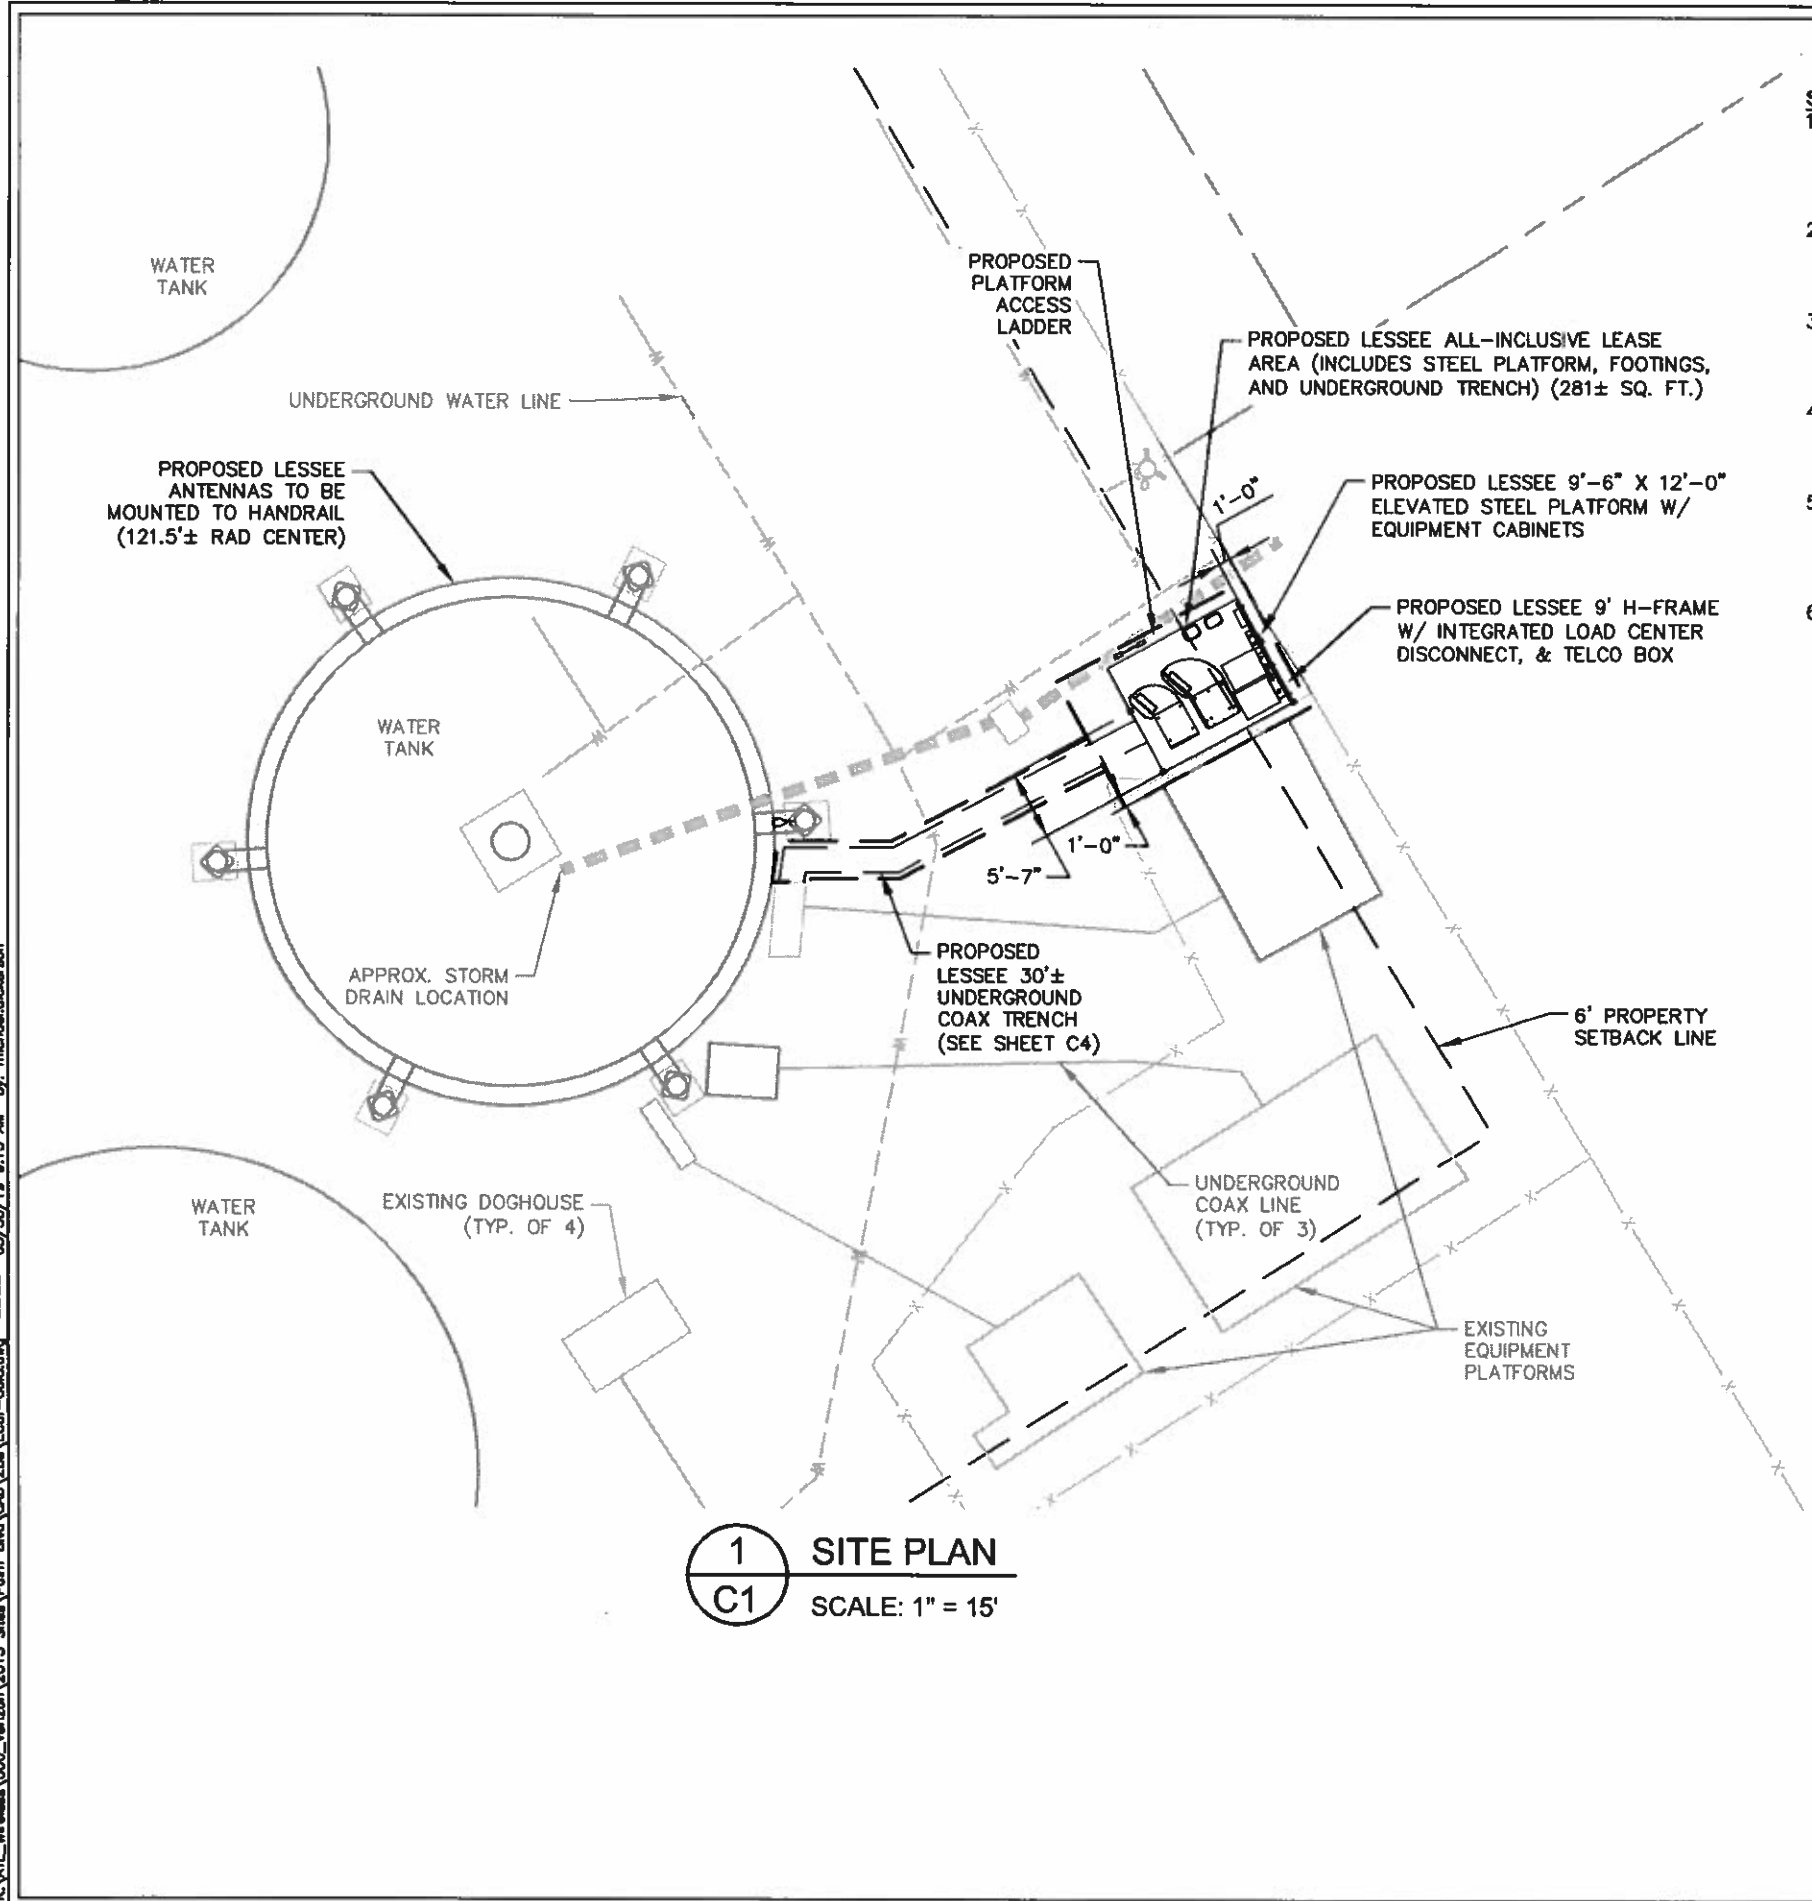 WATER
TANK
PROPOSED
PLATFORM
ACCESS
LADDER
PROPOSED LESSEE ALL-INCLUSIVE LEASE
AREA (INCLUDES STEEL PLATFORM, FOOTINGS,
AND UNDERGROUND TRENCH) (281± SQ. FT.)
UNDERGROUND WATER LINE
PROPOSED LESSEE
ANTENNAS TO BE
MOUNTED TO HANDRAIL
(121.5'± RAD CENTER)
1'-0"
PROPOSED LESSEE 9'-6" X 12'-0"
ELEVATED STEEL PLATFORM W/
EQUIPMENT CABINETS
PROPOSED LESSEE 9' H-FRAME
W/ INTEGRATED LOAD CENTER
DISCONNECT, & TELCO BOX
WATER
TANK
1'-0"
5'-7"
APPROX. STORM
DRAIN LOCATION
PROPOSED
LESSEE 30'±
UNDERGROUND
COAX TRENCH
(SEE SHEET C4)
6' PROPERTY
SETBACK LINE
WATER
TANK
EXISTING DOGHOUSE
(TYP. OF 4)
UNDERGROUND
COAX LINE
(TYP. OF 3)
EXISTING
EQUIPMENT
PLATFORMS
1
C1
SITE PLAN
SCALE: 1" = 15'